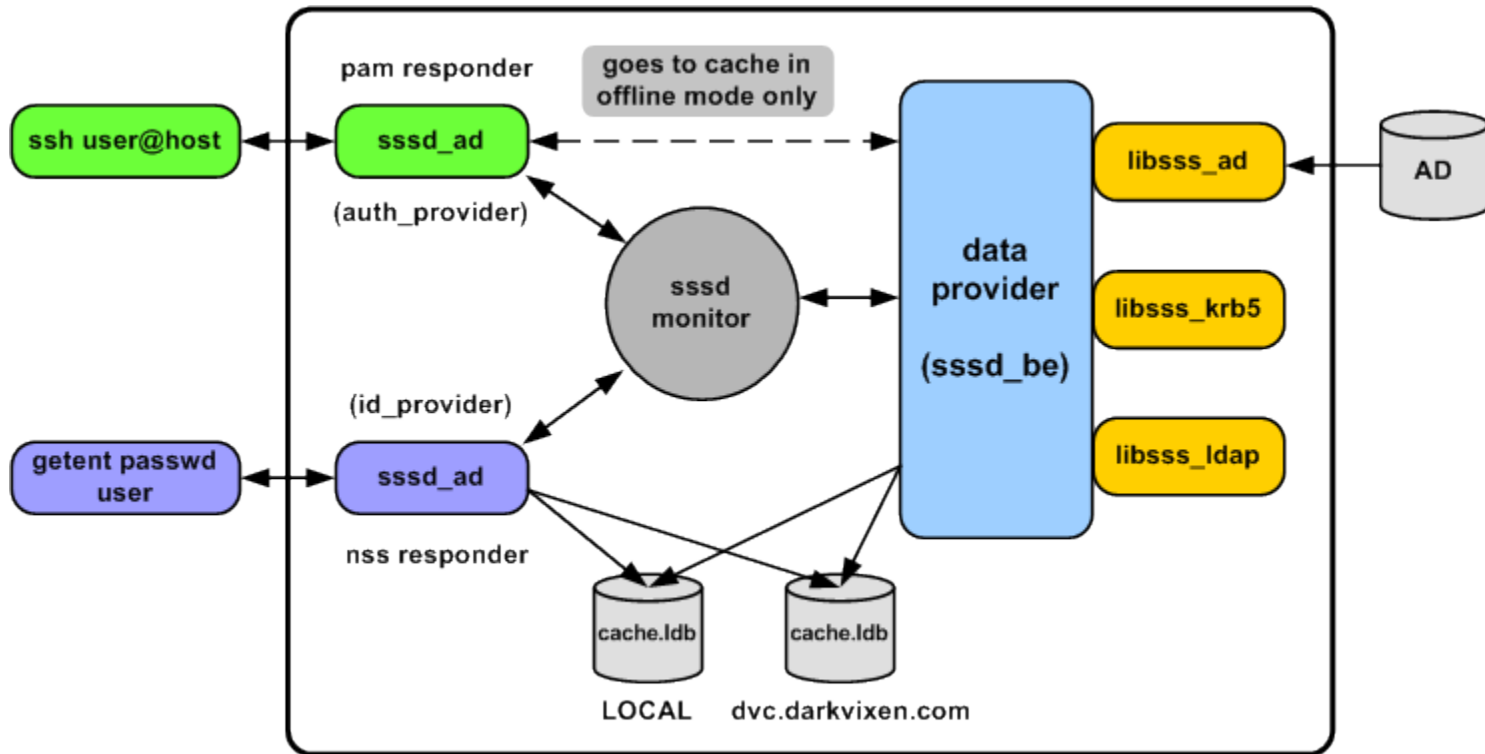 pam responder
goes to cache in
offline mode only
ssh user@host
sssd_ad
(auth_provider)
libsss_ad
AD
data
provider
(sssd_be)
sssd
monitor
libsss_krb5
(id_provider)
getent passwd
user
sssd_ad
libsss_ldap
nss responder
cache.ldb
cache.ldb
LOCAL
dvc.darkvixen.com